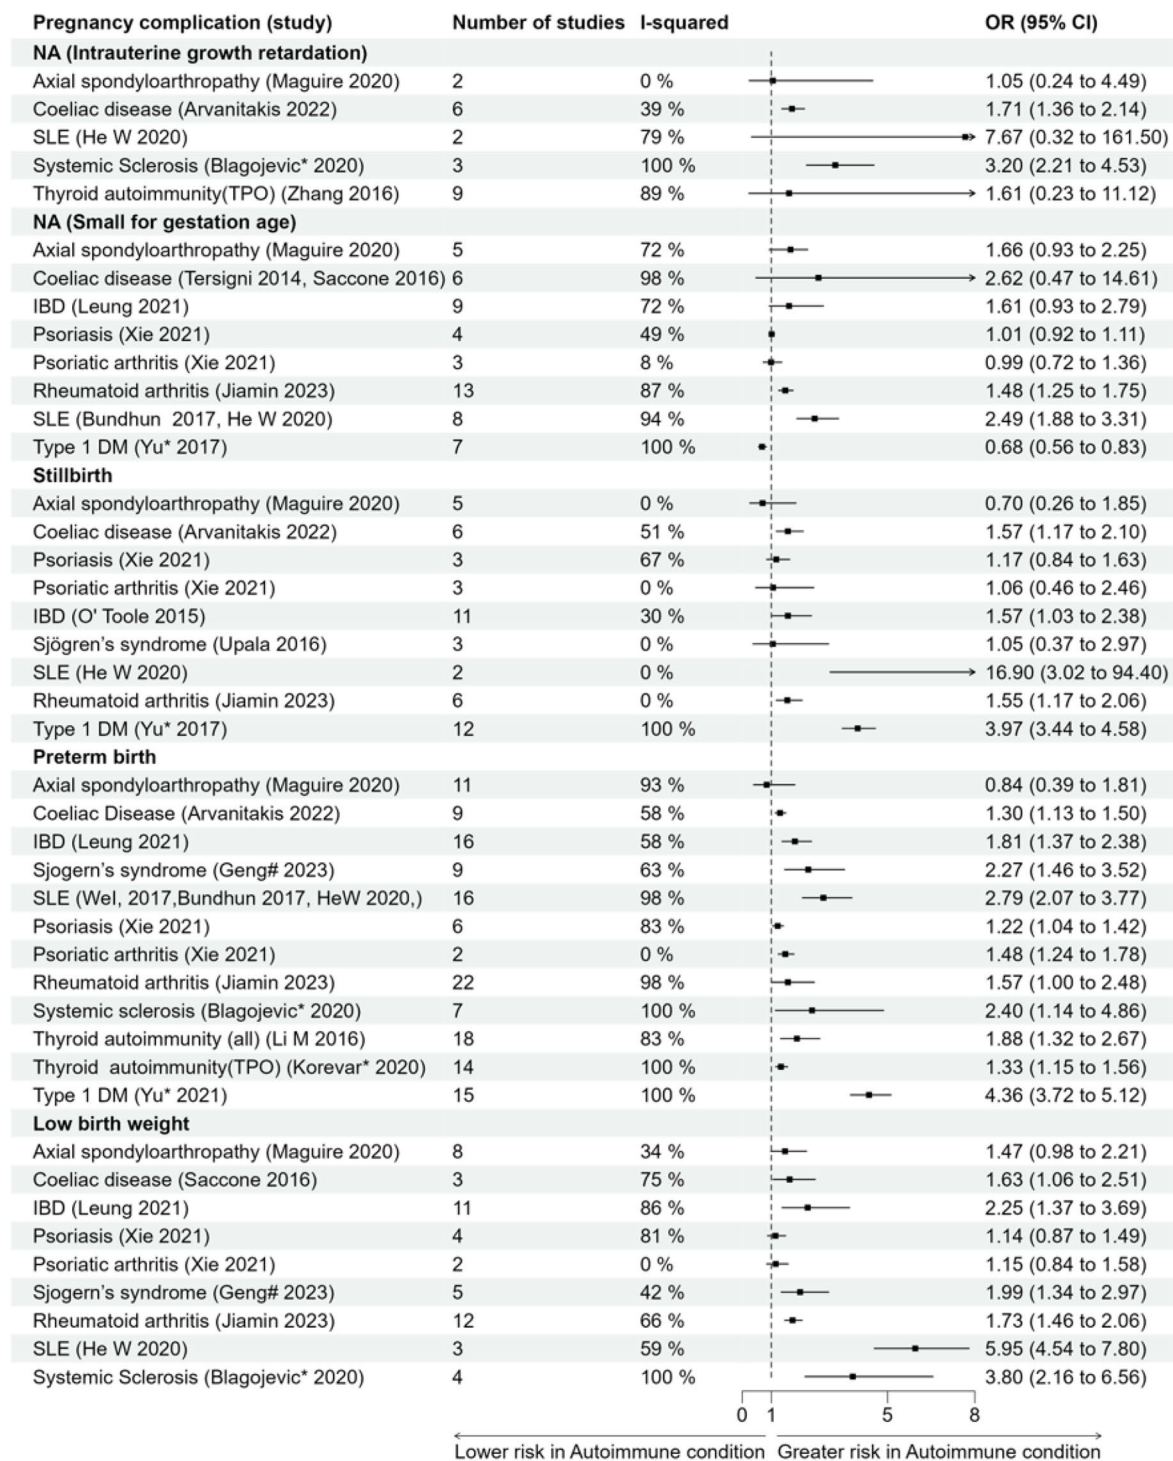 Pregnancy complication (study) Number of studies I-squared OR (95% CI)
NA (Intrauterine growth retardation)
Axial spondyloarthropathy (Maguire 2020) 2 0 % 1.05 (0.24 to 4.49)
Coeliac disease (Arvanitakis 2022) 6 39 % 1.71 (1.36 to 2.14)
SLE (He W 2020) 2 79 % 7.67 (0.32 to 161.50)
Systemic Sclerosis (Blagojevic* 2020) 3 100 % 3.20 (2.21 to 4.53)
Thyroid autoimmunity(TPO) (Zhang 2016) 9 89 % 1.61 (0.23 to 11.12)
NA (Small for gestation age)
Axial spondyloarthropathy (Maguire 2020) 5 72 % 1.66 (0.93 to 2.25)
Coeliac disease (Tersigni 2014, Saccone 2016) 6 98 % 2.62 (0.47 to 14.61)
IBD (Leung 2021) 9 72 % 1.61 (0.93 to 2.79)
Psoriasis (Xie 2021) 4 49 % 1.01 (0.92 to 1.11)
Psoriatic arthritis (Xie 2021) 3 8 % 0.99 (0.72 to 1.36)
Rheumatoid arthritis (Jiamin 2023) 13 87 % 1.48 (1.25 to 1.75)
SLE (Bundhun 2017, He W 2020) 8 94 % 2.49 (1.88 to 3.31)
Type 1 DM (Yu* 2017) 7 100 % 0.68 (0.56 to 0.83)
Stillbirth
Axial spondyloarthropathy (Maguire 2020) 5 0 % 0.70 (0.26 to 1.85)
Coeliac disease (Arvanitakis 2022) 6 51 % 1.57 (1.17 to 2.10)
Psoriasis (Xie 2021) 3 67 % 1.17 (0.84 to 1.63)
Psoriatic arthritis (Xie 2021) 3 0 % 1.06 (0.46 to 2.46)
IBD (O' Toole 2015) 11 30 % 1.57 (1.03 to 2.38)
Sjögren's syndrome (Upala 2016) 3 0 % 1.05 (0.37 to 2.97)
SLE (He W 2020) 2 0 % 16.90 (3.02 to 94.40)
Rheumatoid arthritis (Jiamin 2023) 6 0 % 1.55 (1.17 to 2.06)
Type 1 DM (Yu* 2017) 12 100 % 3.97 (3.44 to 4.58)
Preterm birth
Axial spondyloarthropathy (Maguire 2020) 11 93 % 0.84 (0.39 to 1.81)
Coeliac Disease (Arvanitakis 2022) 9 58 % 1.30 (1.13 to 1.50)
IBD (Leung 2021) 16 58 % 1.81 (1.37 to 2.38)
Sjogern's syndrome (Geng# 2023) 9 63 % 2.27 (1.46 to 3.52)
SLE (Wel, 2017,Bundhun 2017, HeW 2020,) 16 98 % 2.79 (2.07 to 3.77)
Psoriasis (Xie 2021) 6 83 % 1.22 (1.04 to 1.42)
Psoriatic arthritis (Xie 2021) 2 0 % 1.48 (1.24 to 1.78)
Rheumatoid arthritis (Jiamin 2023) 22 98 % 1.57 (1.00 to 2.48)
Systemic sclerosis (Blagojevic* 2020) 7 100 % 2.40 (1.14 to 4.86)
Thyroid autoimmunity (all) (Li M 2016) 18 83 % 1.88 (1.32 to 2.67)
Thyroid autoimmunity(TPO) (Korevar* 2020) 14 100 % 1.33 (1.15 to 1.56)
Type 1 DM (Yu* 2021) 15 100 % 4.36 (3.72 to 5.12)
Low birth weight
Axial spondyloarthropathy (Maguire 2020) 8 34 % 1.47 (0.98 to 2.21)
Coeliac disease (Saccone 2016) 3 75 % 1.63 (1.06 to 2.51)
IBD (Leung 2021) 11 86 % 2.25 (1.37 to 3.69)
Psoriasis (Xie 2021) 4 81 % 1.14 (0.87 to 1.49)
Psoriatic arthritis (Xie 2021) 2 0 % 1.15 (0.84 to 1.58)
Sjogern's syndrome (Geng# 2023) 5 42 % 1.99 (1.34 to 2.97)
Rheumatoid arthritis (Jiamin 2023) 12 66 % 1.73 (1.46 to 2.06)
SLE (He W 2020) 3 59 % 5.95 (4.54 to 7.80)
Systemic Sclerosis (Blagojevic* 2020) 4 100 % 3.80 (2.16 to 6.56)
0 1 5 8
Lower risk in Autoimmune condition Greater risk in Autoimmune condition